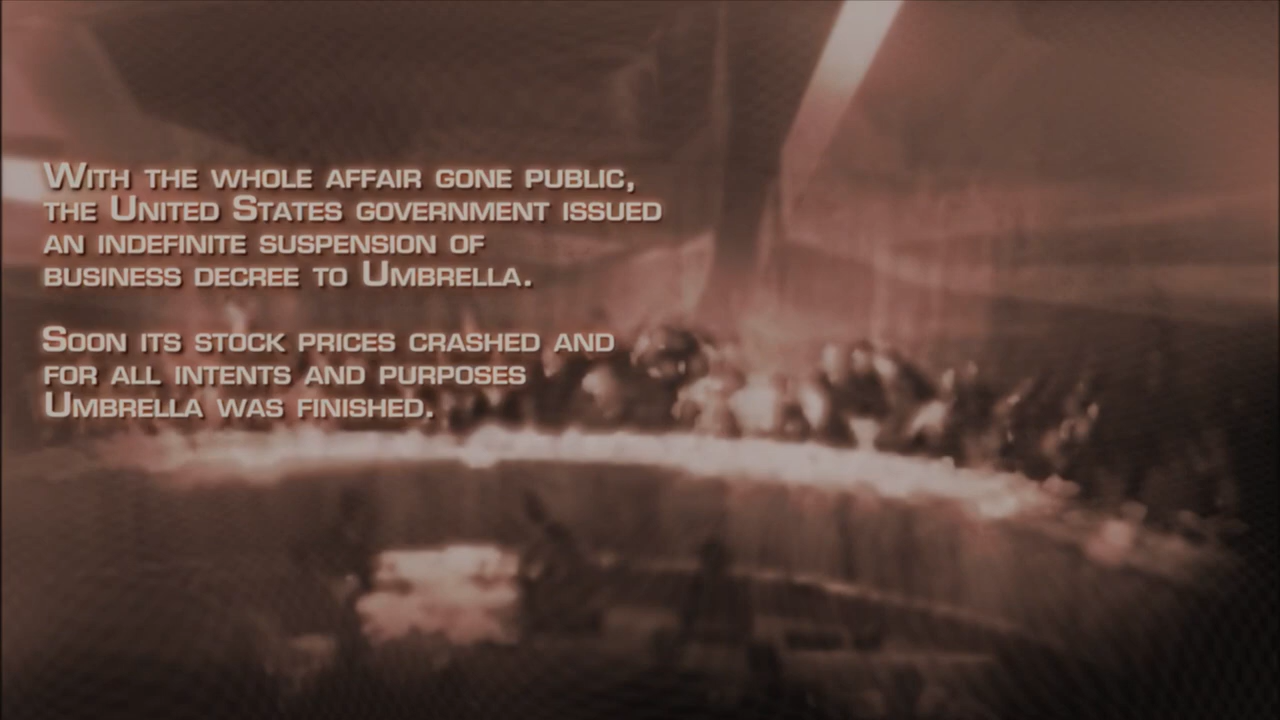 With the whole affair gone public,
the United States government issued
an indefinite suspension of
business decree to Umbrella.
Soon its stock prices crashed and
for all intents and purposes
Umbrella was finished.